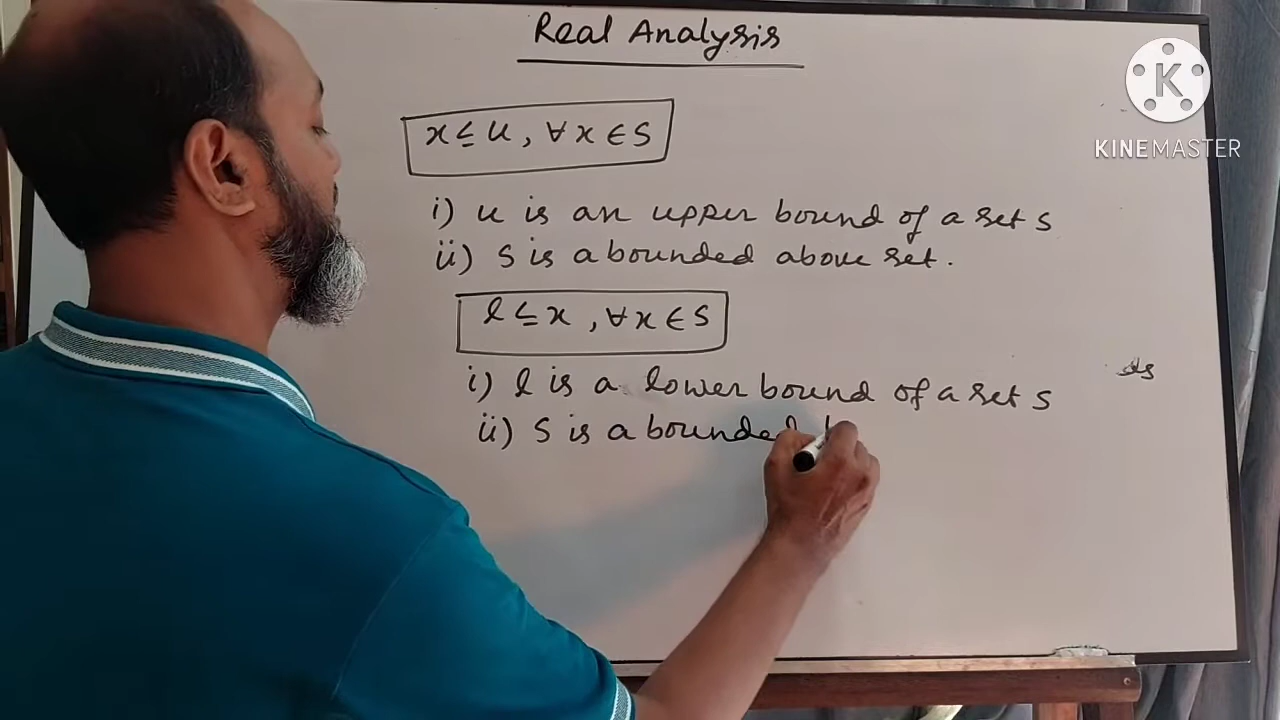 Real Analysis
K
KINEMASTER
x ≤ u, ∀ x ∈ S
i) u is an upper bound of a set S
ii) S is a bounded above set.
l ≤ x, ∀ x ∈ S
i) l is a lower bound of a set S
ii) S is a bounded